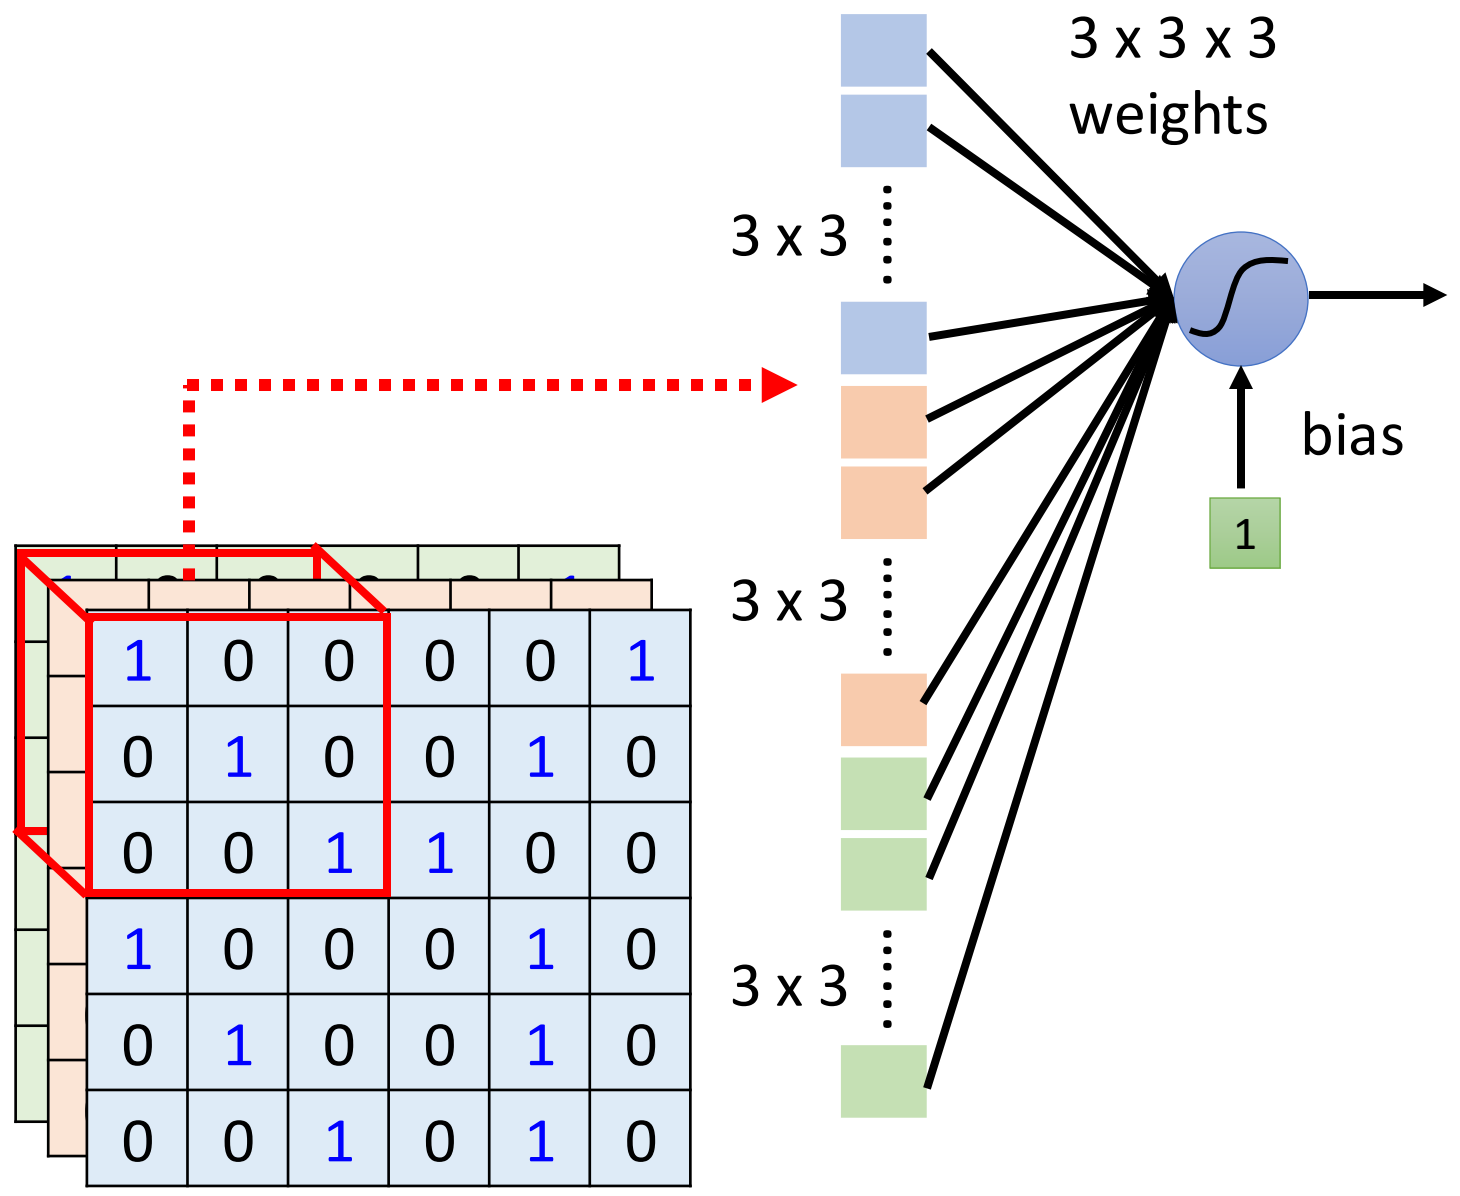 3 x 3 x 3
weights
3 x 3
bias
1
3 x 3
3 x 3
1 0 0 0 0 1
0 1 0 0 1 0
0 0 1 1 0 0
1 0 0 0 1 0
0 1 0 0 1 0
0 0 1 0 1 0